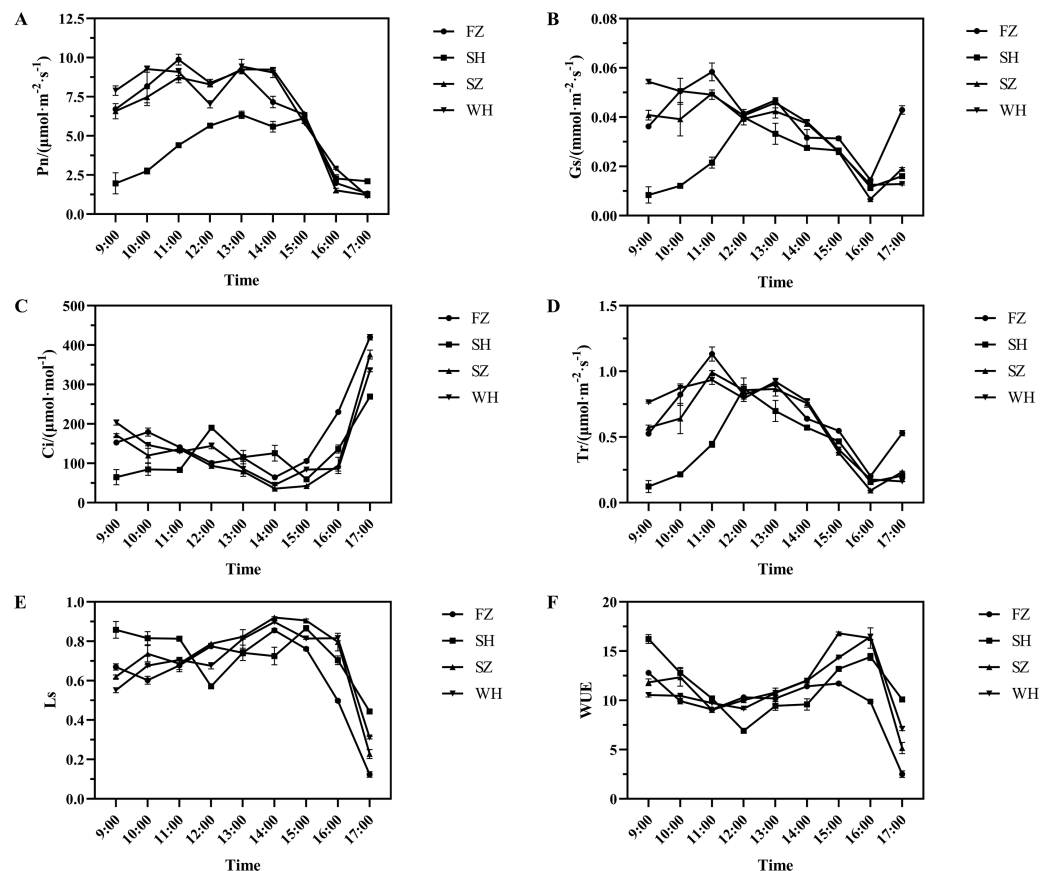 A
Pn/(μmol·m⁻²·s⁻¹)
12.5
10.0
7.5
5.0
2.5
0.0
9:00
10:00
11:00
12:00
13:00
14:00
15:00
16:00
17:00
Time
FZ
SH
SZ
WH
B
Gs/(mmol·m⁻²·s⁻¹)
0.08
0.06
0.04
0.02
0.00
9:00
10:00
11:00
12:00
13:00
14:00
15:00
16:00
17:00
Time
FZ
SH
SZ
WH
C
Ci/(μmol·mol⁻¹)
500
400
300
200
100
0
9:00
10:00
11:00
12:00
13:00
14:00
15:00
16:00
17:00
Time
FZ
SH
SZ
WH
D
Tr/(μmol·m⁻²·s⁻¹)
1.5
1.0
0.5
0.0
9:00
10:00
11:00
12:00
13:00
14:00
15:00
16:00
17:00
Time
FZ
SH
SZ
WH
E
Ls
1.0
0.8
0.6
0.4
0.2
0.0
9:00
10:00
11:00
12:00
13:00
14:00
15:00
16:00
17:00
Time
FZ
SH
SZ
WH
F
WUE
20
15
10
5
0
9:00
10:00
11:00
12:00
13:00
14:00
15:00
16:00
17:00
Time
FZ
SH
SZ
WH